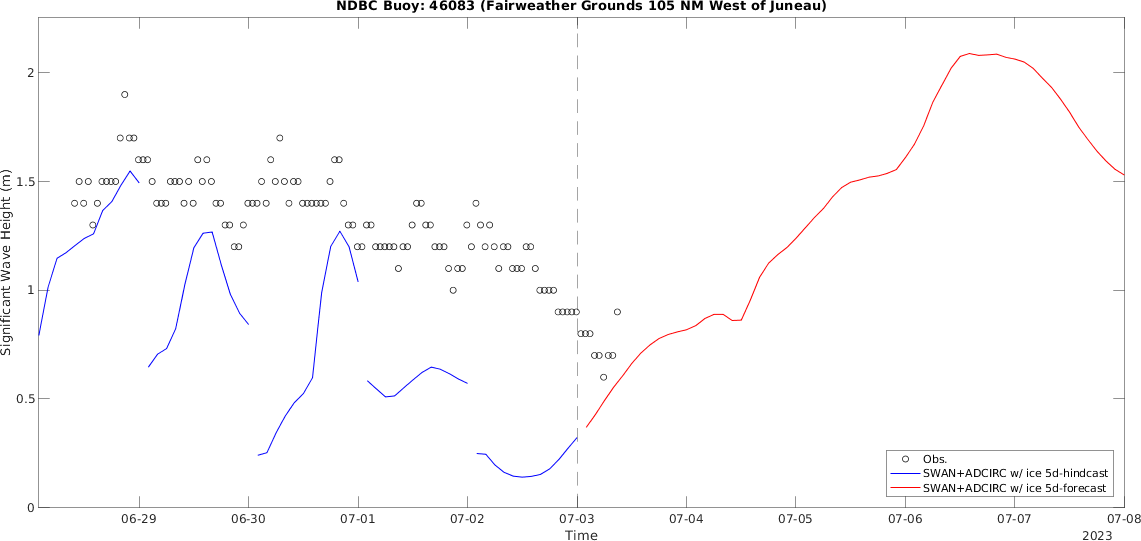 NDBC Buoy: 46083 (Fairweather Grounds 105 NM West of Juneau)
Significant Wave Height (m)
2
1.5
1
0.5
0
Obs.
SWAN+ADCIRC w/ ice 5d-hindcast
SWAN+ADCIRC w/ ice 5d-forecast
06-29 06-30 07-01 07-02 07-03 07-04 07-05 07-06 07-07 07-08
Time
2023